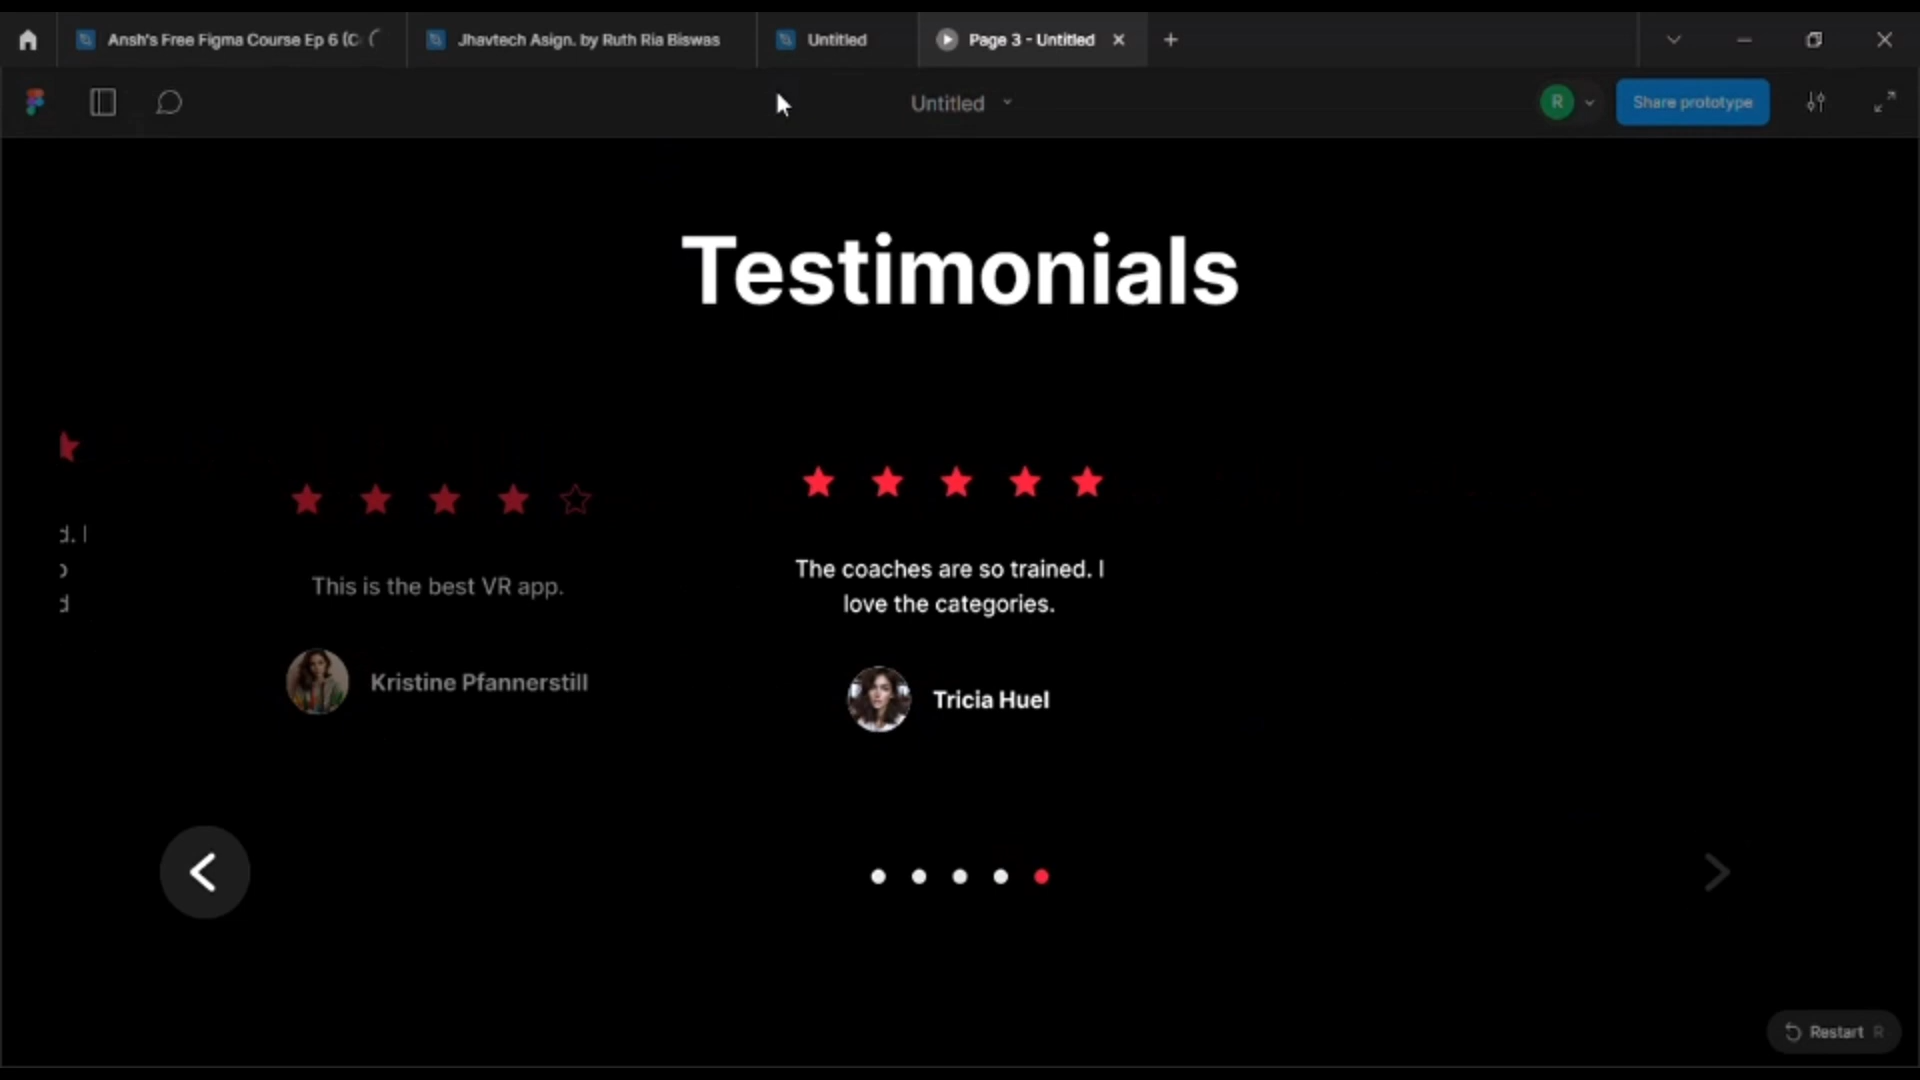 Ansh's Free Figma Course Ep 6 (C
Jhavtech Asign. by Ruth Ria Biswas
Untitled
Page 3 - Untitled
Untitled
R
Share prototype
Testimonials
d. I
d
This is the best VR app.
Kristine Pfannerstill
The coaches are so trained. I
love the categories.
Tricia Huel
Restart R